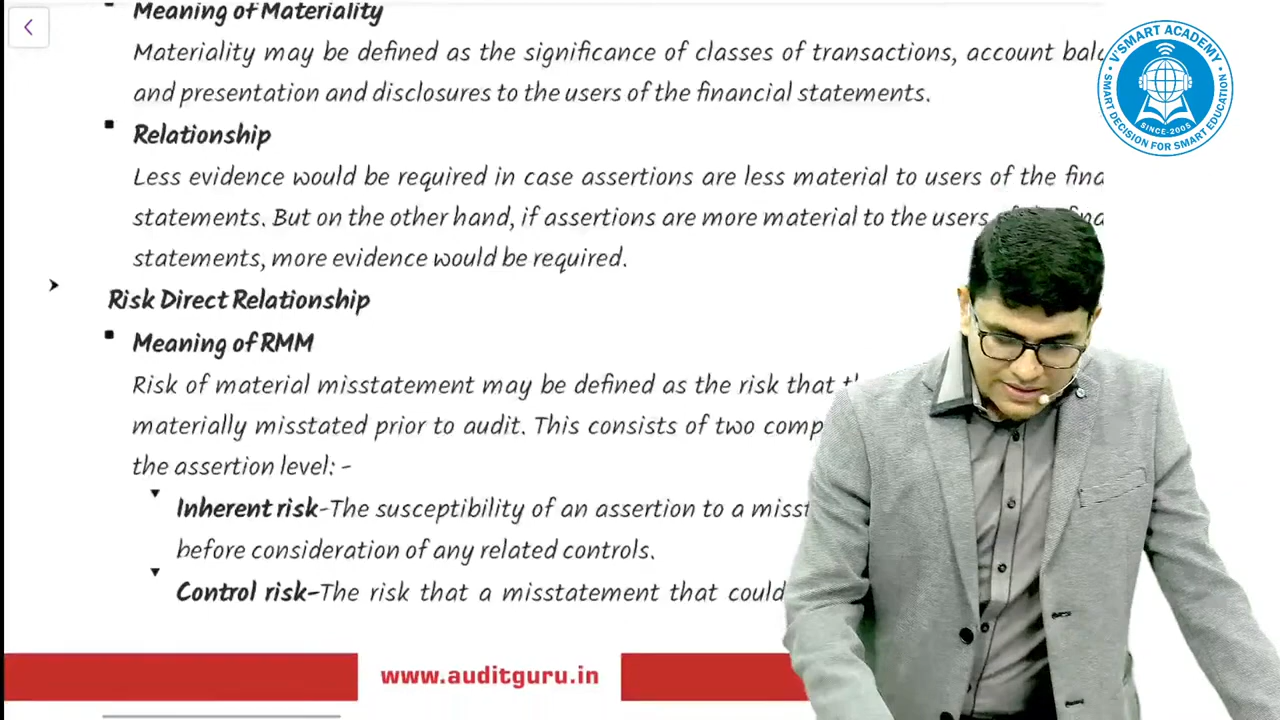 Meaning of Materiality
Materiality may be defined as the significance of classes of transactions, account
and presentation and disclosures to the users of the financial statements.
Relationship
Less evidence would be required in case assertions are less material to users of the
statements. But on the other hand, if assertions are more material to the users
statements, more evidence would be required.
Risk Direct Relationship
Meaning of RMM
Risk of material misstatement may be defined as the risk that
materially misstated prior to audit. This consists of two
the assertion level: -
Inherent risk-The susceptibility of an assertion to a
before consideration of any related controls.
Control risk-The risk that a misstatement that could
www.auditguru.in
V'SMART ACADEMY
SINCE-2005
SMART DECISION FOR SMART EDUCATION